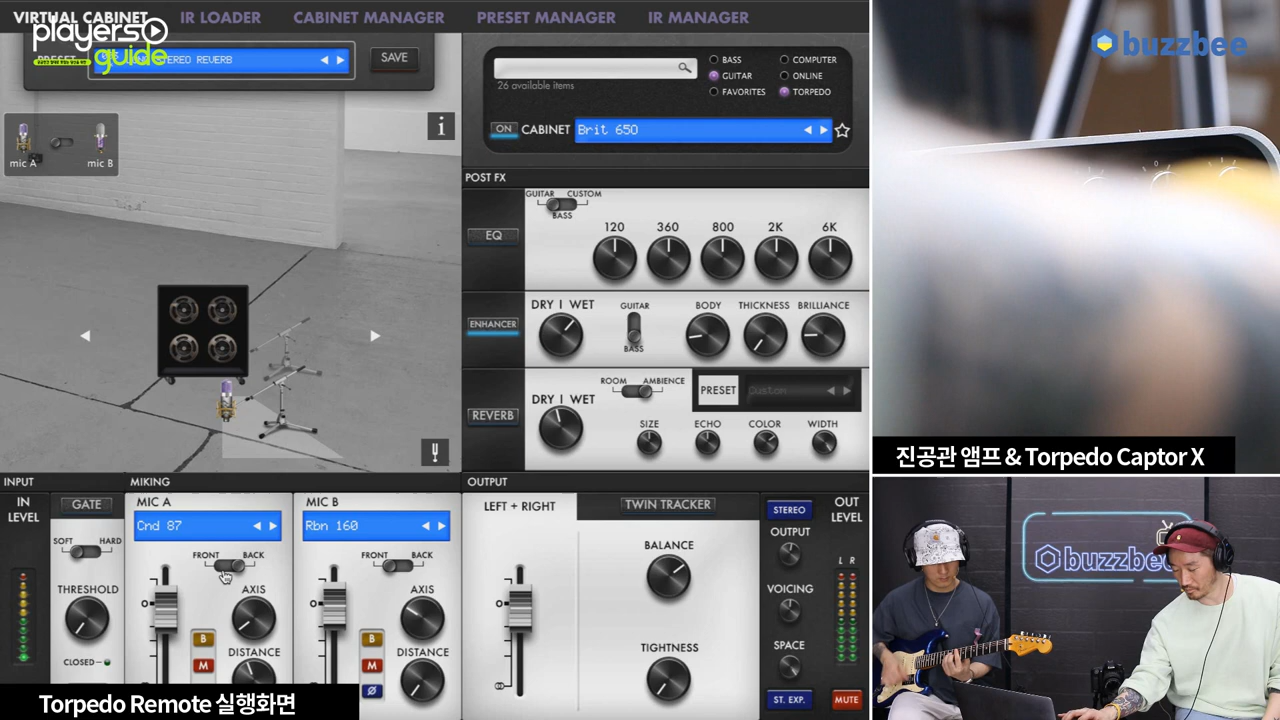 VIRTUAL CABINET
IR LOADER
CABINET MANAGER
PRESET MANAGER
IR MANAGER
players
guide
STEREO REVERB
SAVE
mic A
mic B
i
26 available items
BASS
GUITAR
FAVORITES
COMPUTER
ONLINE
TORPEDO
ON
CABINET
Brit 650
POST FX
EQ
GUITAR
CUSTOM
BASS
120
360
800
2K
6K
ENHANCER
DRY | WET
GUITAR
BASS
BODY
THICKNESS
BRILLIANCE
REVERB
DRY | WET
ROOM
AMBIENCE
PRESET
Custom
SIZE
ECHO
COLOR
WIDTH
INPUT
IN
LEVEL
GATE
SOFT
HARD
THRESHOLD
CLOSED
MIKING
MIC A
Cnd 87
FRONT
BACK
AXIS
B
M
DISTANCE
MIC B
Rbn 160
FRONT
BACK
AXIS
B
M
Ø
DISTANCE
OUTPUT
LEFT + RIGHT
TWIN TRACKER
BALANCE
TIGHTNESS
STEREO
OUTPUT
VOICING
SPACE
ST. EXP.
OUT
LEVEL
L R
MUTE
Torpedo Remote 실행화면
buzzbee
진공관 앰프 & Torpedo Captor X
buzzbee